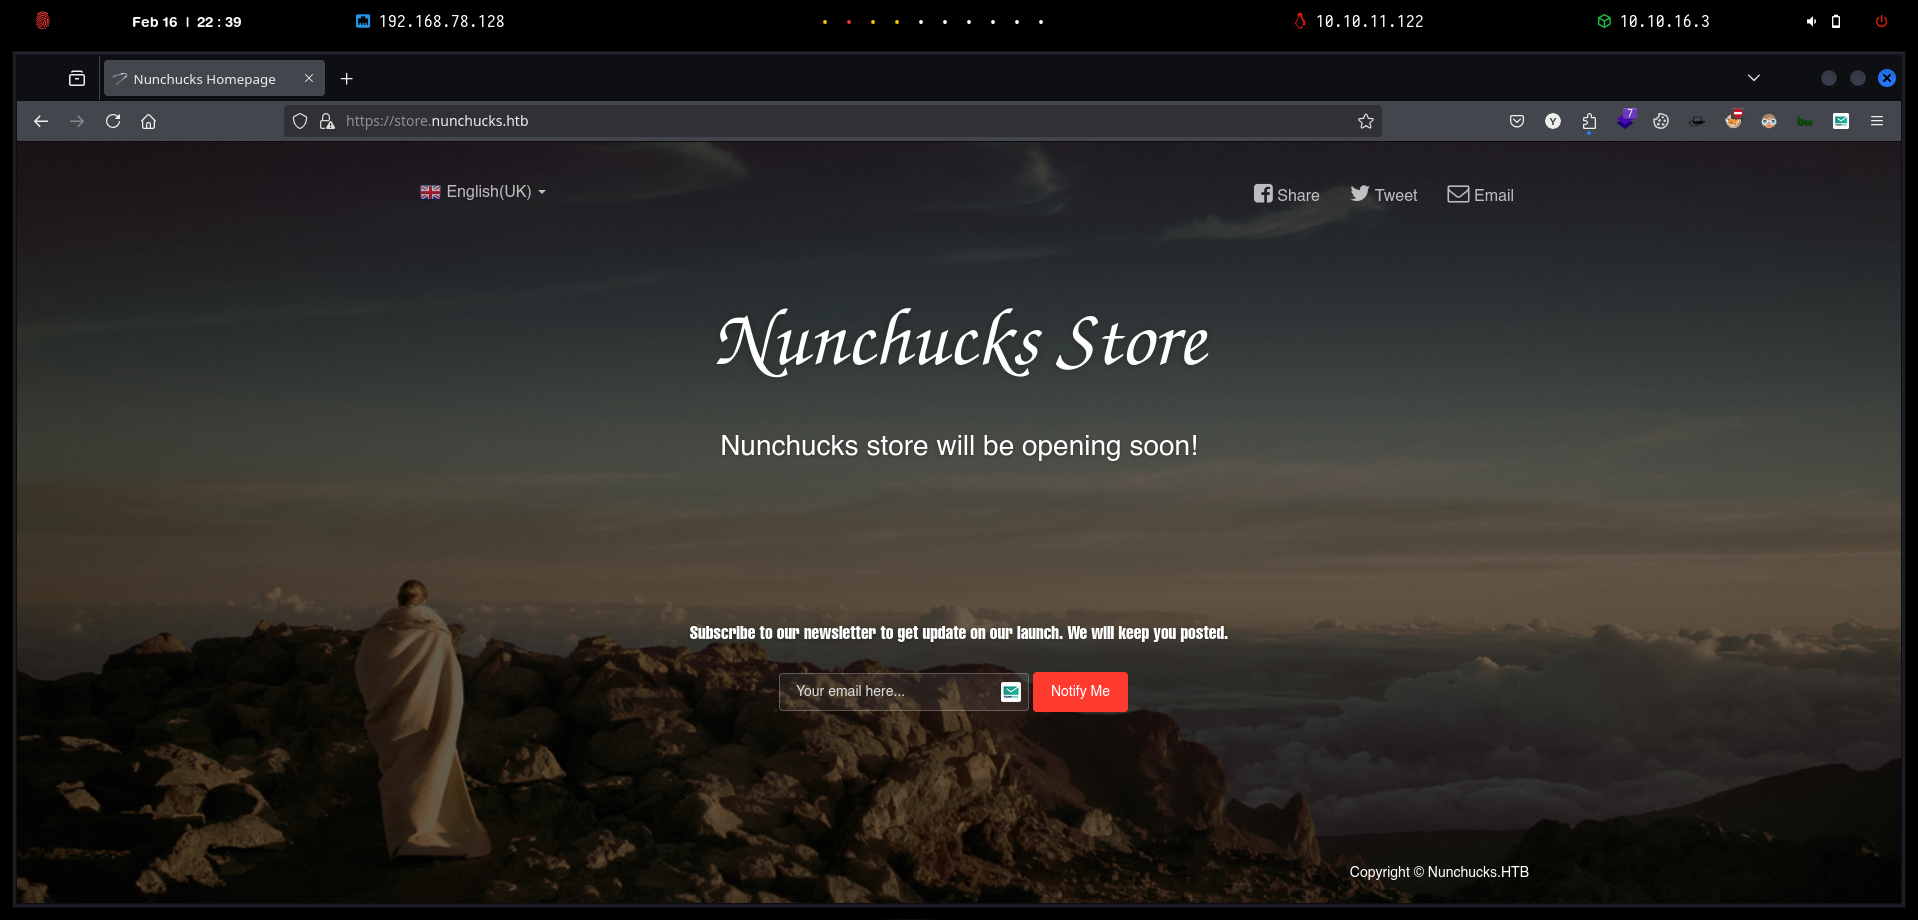 Feb 16 | 22 : 39 192.168.78.128 10.10.11.122 10.10.16.3
Nunchucks Homepage
https://store.nunchucks.htb
Y 7 bw
English(UK) Share Tweet Email
Nunchucks Store
Nunchucks store will be opening soon!
Subscribe to our newsletter to get update on our launch. We will keep you posted.
Your email here... Notify Me
Copyright © Nunchucks.HTB